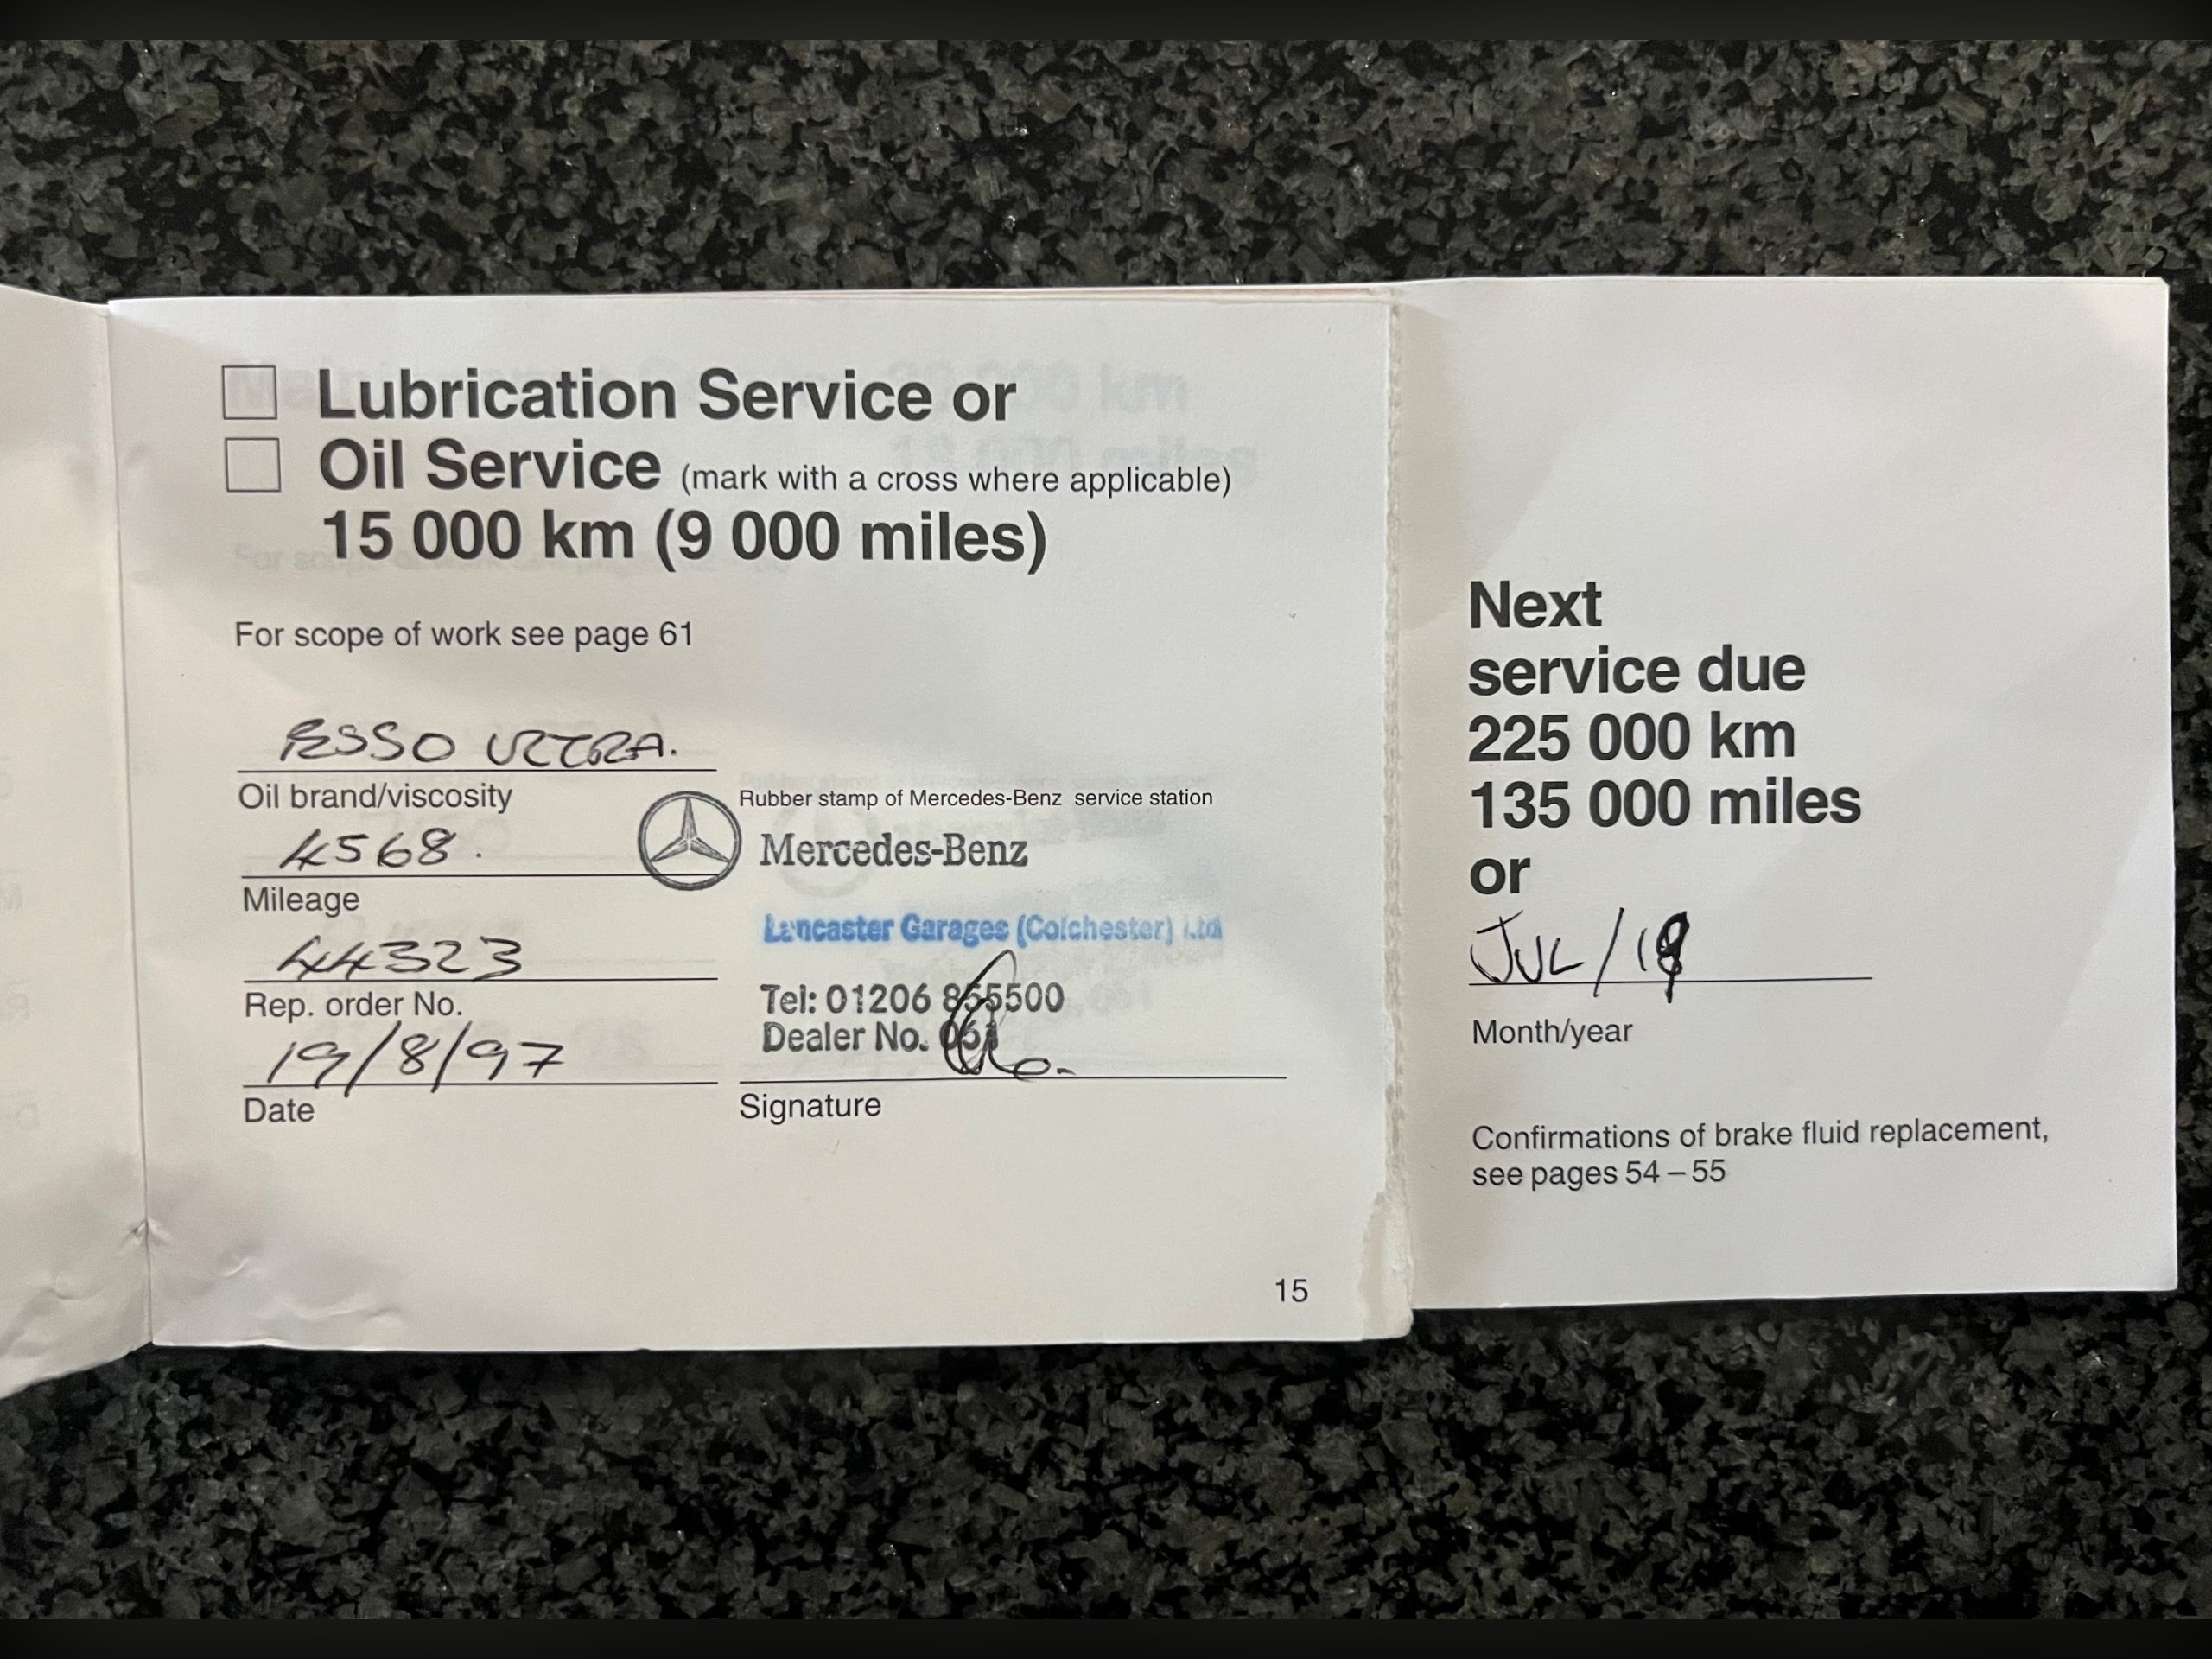 Lubrication Service or
Oil Service (mark with a cross where applicable)
15 000 km (9 000 miles)
For scope of work see page 61
ESSO ULTRA.
Oil brand/viscosity
4568.
Mileage
44323
Rep. order No.
19/8/97
Date
Rubber stamp of Mercedes-Benz service station
Mercedes-Benz
Lancaster Garages (Colchester) Ltd
Tel: 01206 855500
Dealer No. 061
Signature
15
Next
service due
225 000 km
135 000 miles
or
JUL/
Month/year
Confirmations of brake fluid replacement,
see pages 54 – 55